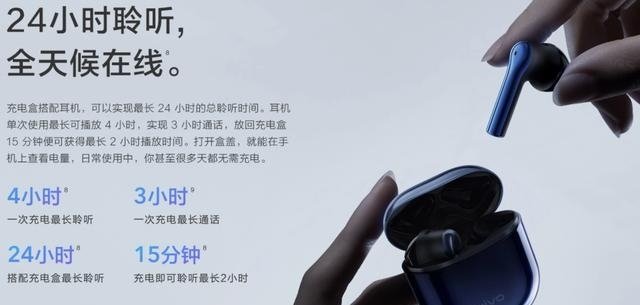 24小时聆听,
全天候在线⁸。
充电盒搭配耳机，可以实现最长 24 小时的总聆听时间。耳机
单次使用最长可播放 4 小时，实现 3 小时通话，放回充电盒
15 分钟便可获得最长 2 小时播放时间。打开盒盖，就能在手
机上查看电量，日常使用中，你甚至很多天都无需充电。
4小时⁸ 3小时⁹
一次充电最长聆听 一次充电最长通话
24小时⁸ 15分钟⁸
搭配充电盒最长聆听 充电即可聆听最长2小时
vivo